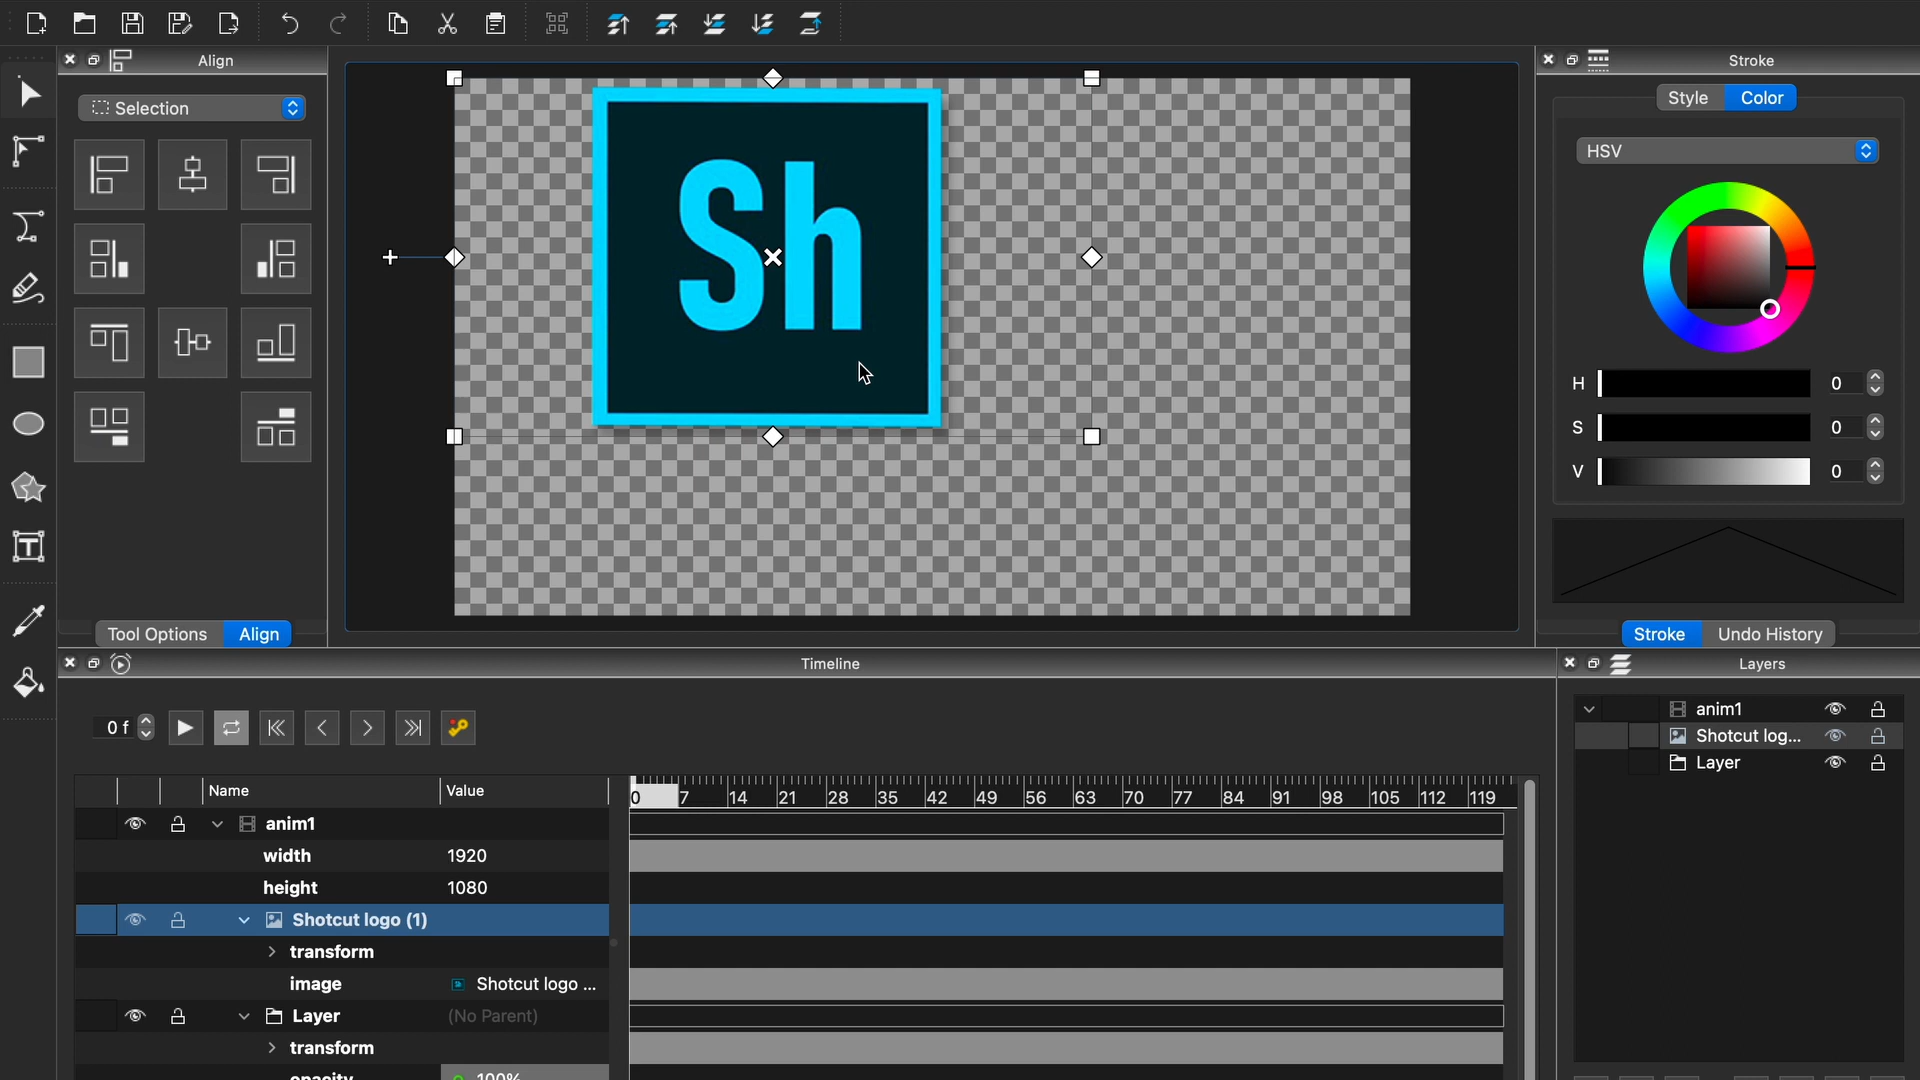 Align
Selection
Tool Options
Align
Sh
Stroke
Style
Color
HSV
H
0
S
0
V
0
Stroke
Undo History
Timeline
0 f
Name
Value
0 7 14 21 28 35 42 49 56 63 70 77 84 91 98 105 112 119
anim1
width 1920
height 1080
Shotcut logo (1)
transform
image Shotcut logo ...
Layer (No Parent)
transform
opacity 100%
Layers
anim1
Shotcut log...
Layer